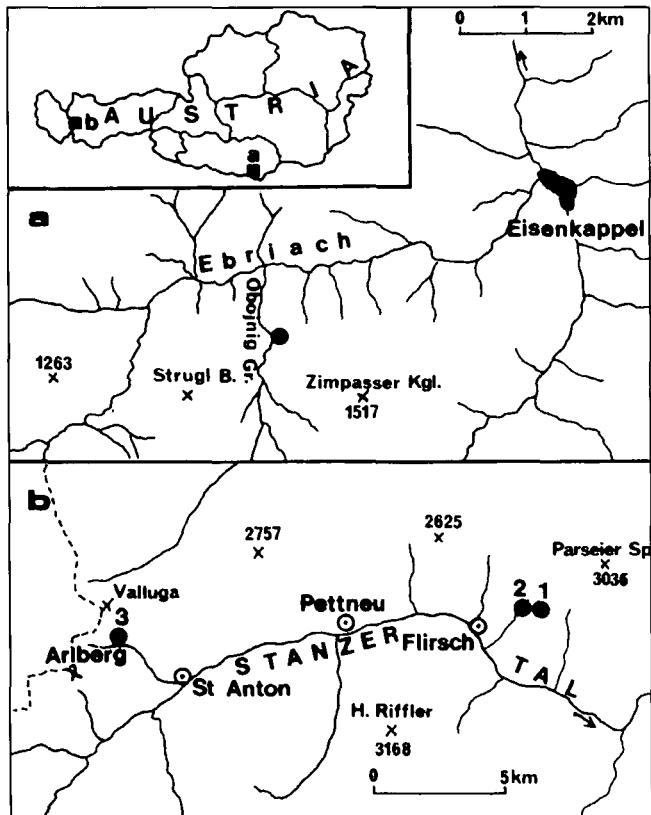 0 1 2km
AUSTRIA
b
a
a
Eisenkappel
Ebriach
Obojnig Gr.
1263
Strugl B.
Zimpasser Kgl.
1517
b
2757
2625
Parseier Sp
3036
Valluga
2 1
3
Pettneu
Flirsch
STANZER TAL
Arlberg
St Anton
H. Riffler
3168
0 5km